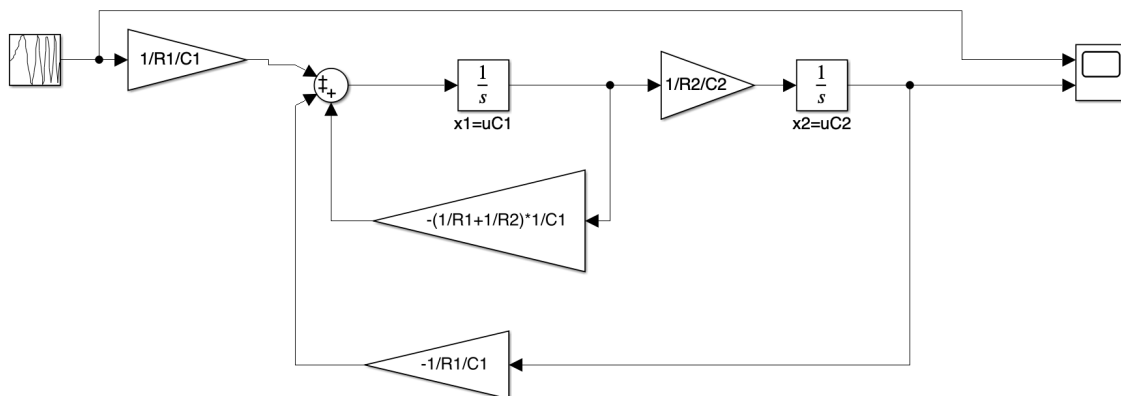 1/R1/C1
+
+
+
1
s
x1=uC1
1/R2/C2
1
s
x2=uC2
-(1/R1+1/R2)*1/C1
-1/R1/C1